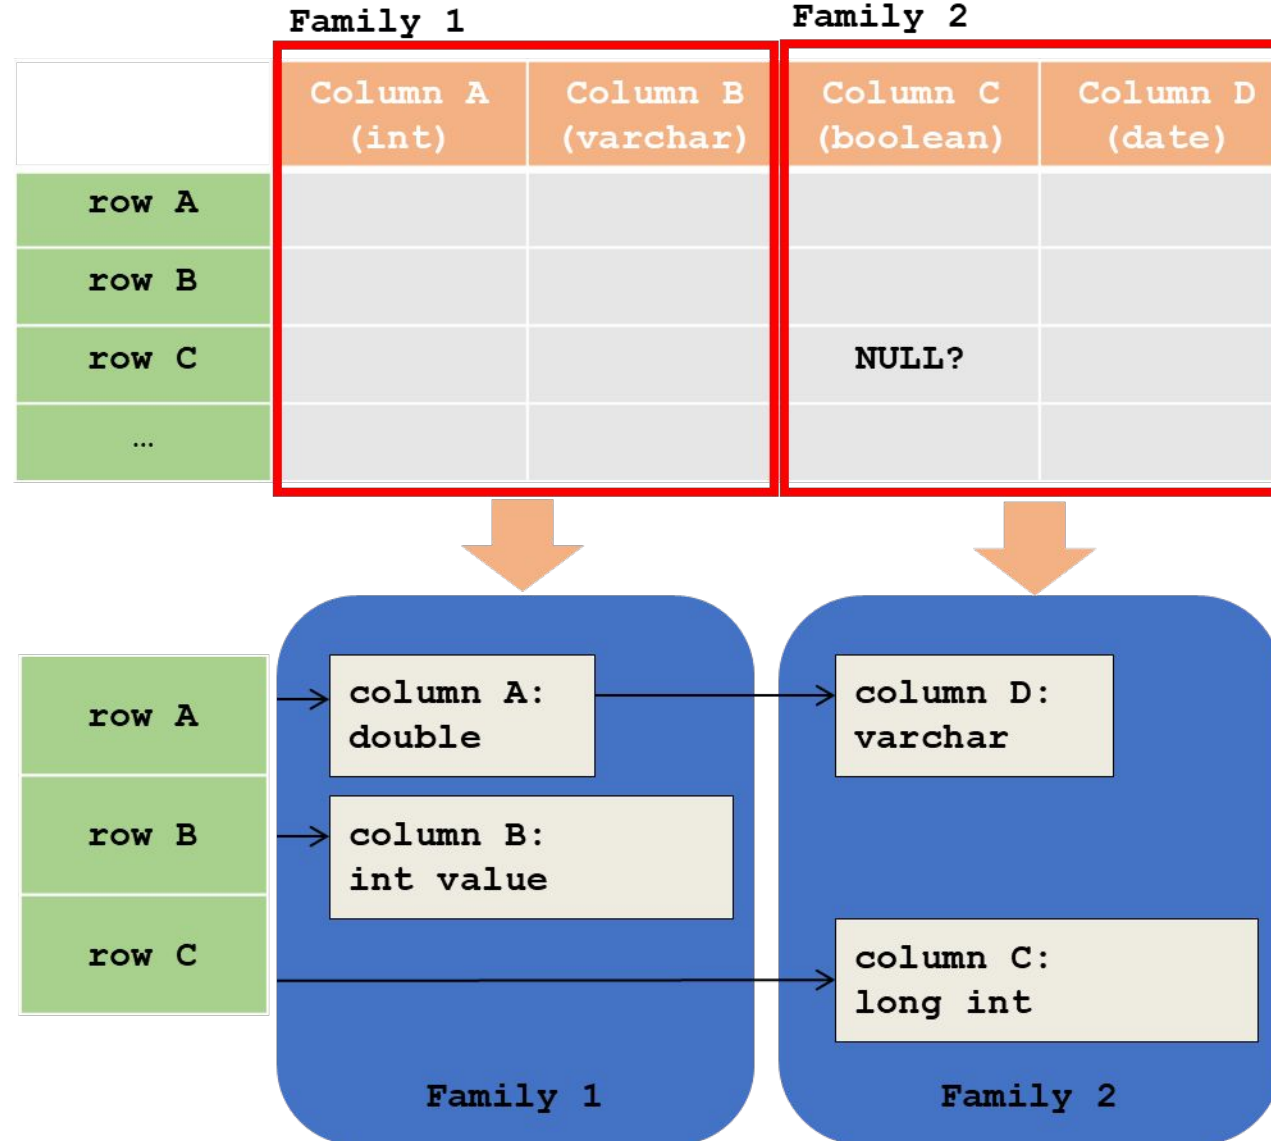 Family 1
Family 2
Column A
(int)
Column B
(varchar)
Column C
(boolean)
Column D
(date)
row A
row B
row C
NULL?
…
row A
column A:
double
column D:
varchar
row B
column B:
int value
row C
column C:
long int
Family 1
Family 2